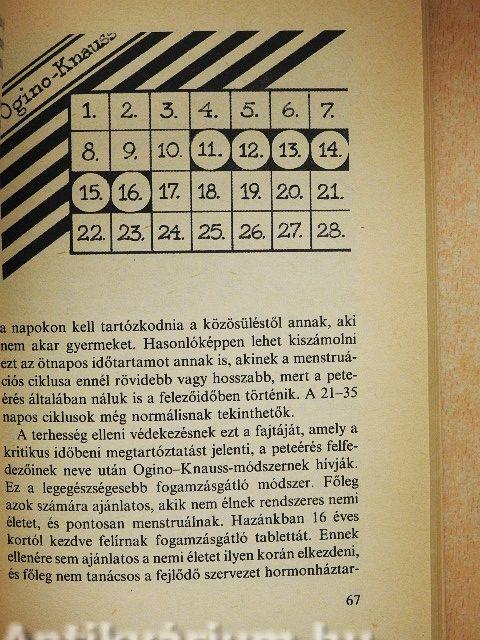 Ogino-Knauss
1. 2. 3. 4. 5. 6. 7.
8. 9. 10. 11. 12. 13. 14.
15. 16. 17. 18. 19. 20. 21.
22. 23. 24. 25. 26. 27. 28.
a napokon kell tartózkodnia a közösüléstől annak, aki
nem akar gyermeket. Hasonlóképpen lehet kiszámolni
ezt az ötnapos időtartamot annak is, akinek a menstruá-
ciós ciklusa ennél rövidebb vagy hosszabb, mert a pete-
érés általában náluk is a felezőidőben történik. A 21–35
napos ciklusok még normálisnak tekinthetők.
A terhesség elleni védekezésnek ezt a fajtáját, amely a
kritikus időbeni megtartóztatást jelenti, a peteérés felfe-
dezőinek neve után Ogino–Knauss-módszernek hívják.
Ez a legegészségesebb fogamzásgátló módszer. Főleg
azok számára ajánlatos, akik nem élnek rendszeres nemi
életet, és pontosan menstruálnak. Hazánkban 16 éves
kortól kezdve felírnak fogamzásgátló tablettát. Ennek
ellenére sem ajánlatos a nemi életet ilyen korán elkezdeni,
és főleg nem tanácsos a fejlődő szervezet hormonháztar-
67
Antikvárium.hu